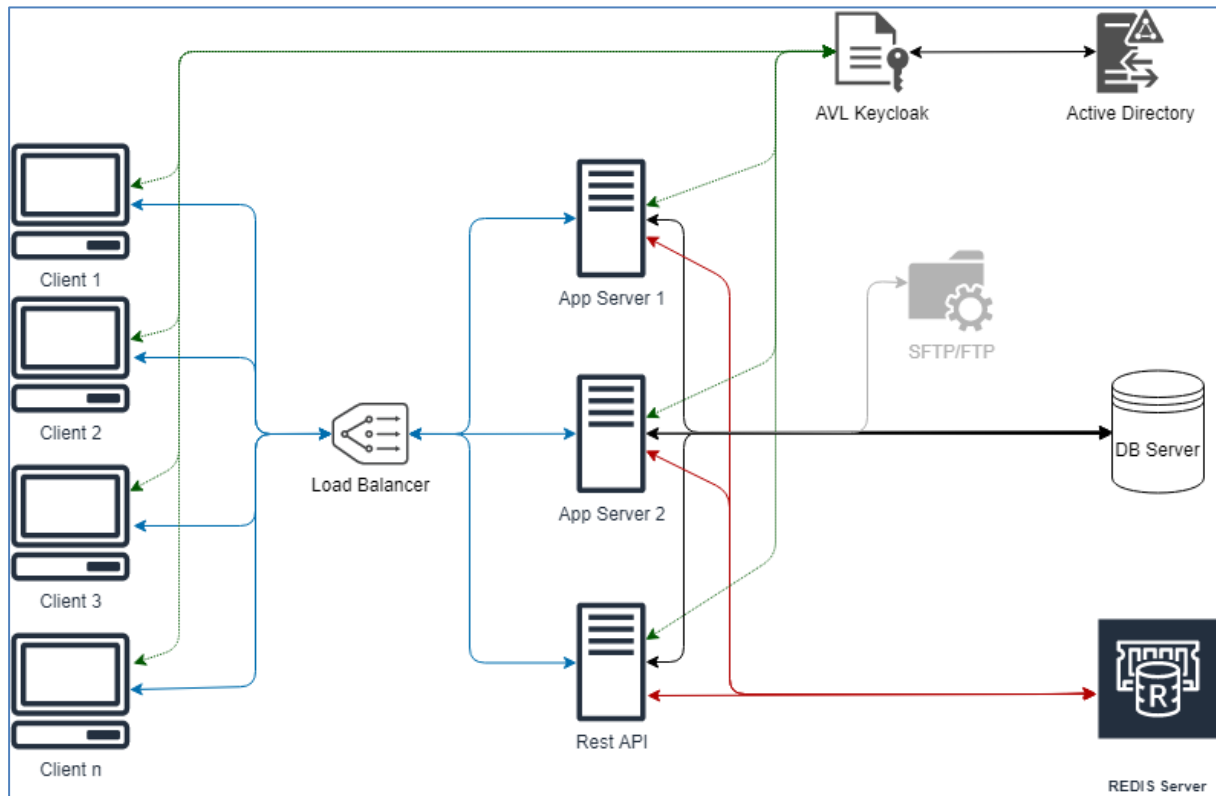 AVL Keycloak
Active Directory
Client 1
App Server 1
SFTP/FTP
Client 2
Load Balancer
DB Server
App Server 2
Client 3
Rest API
R
Client n
REDIS Server